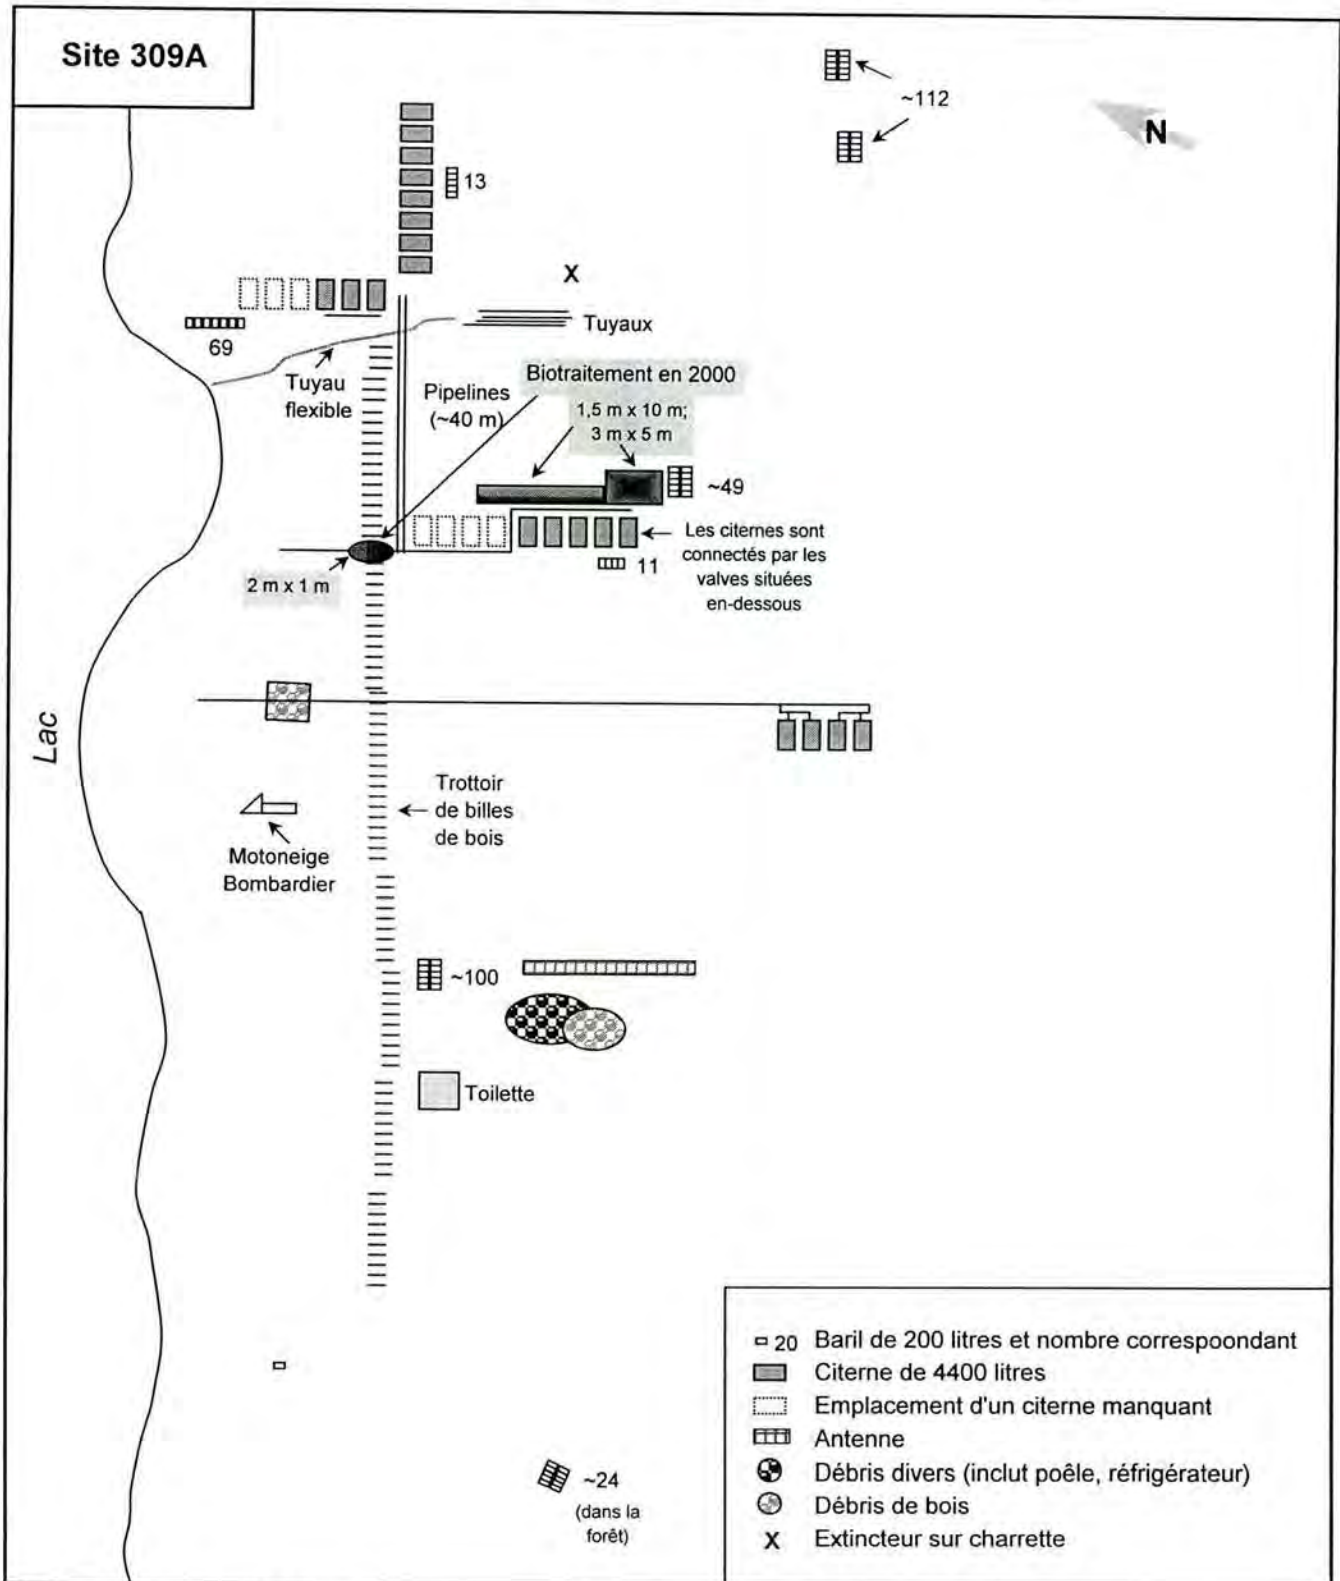 Site 309A
~112
N
13
X
Tuyaux
69
Tuyau
flexible
Pipelines
(~40 m)
Biotraitement en 2000
1,5 m x 10 m;
3 m x 5 m
~49
Les citernes sont
connectés par les
valves situées
en-dessous
11
2 m x 1 m
Lac
Trottoir
de billes
de bois
Motoneige
Bombardier
~100
Toilette
~24
(dans la
forêt)
20 Baril de 200 litres et nombre correspoondant
Citerne de 4400 litres
Emplacement d'un citerne manquant
Antenne
Débris divers (inclut poêle, réfrigérateur)
Débris de bois
X Extincteur sur charrette